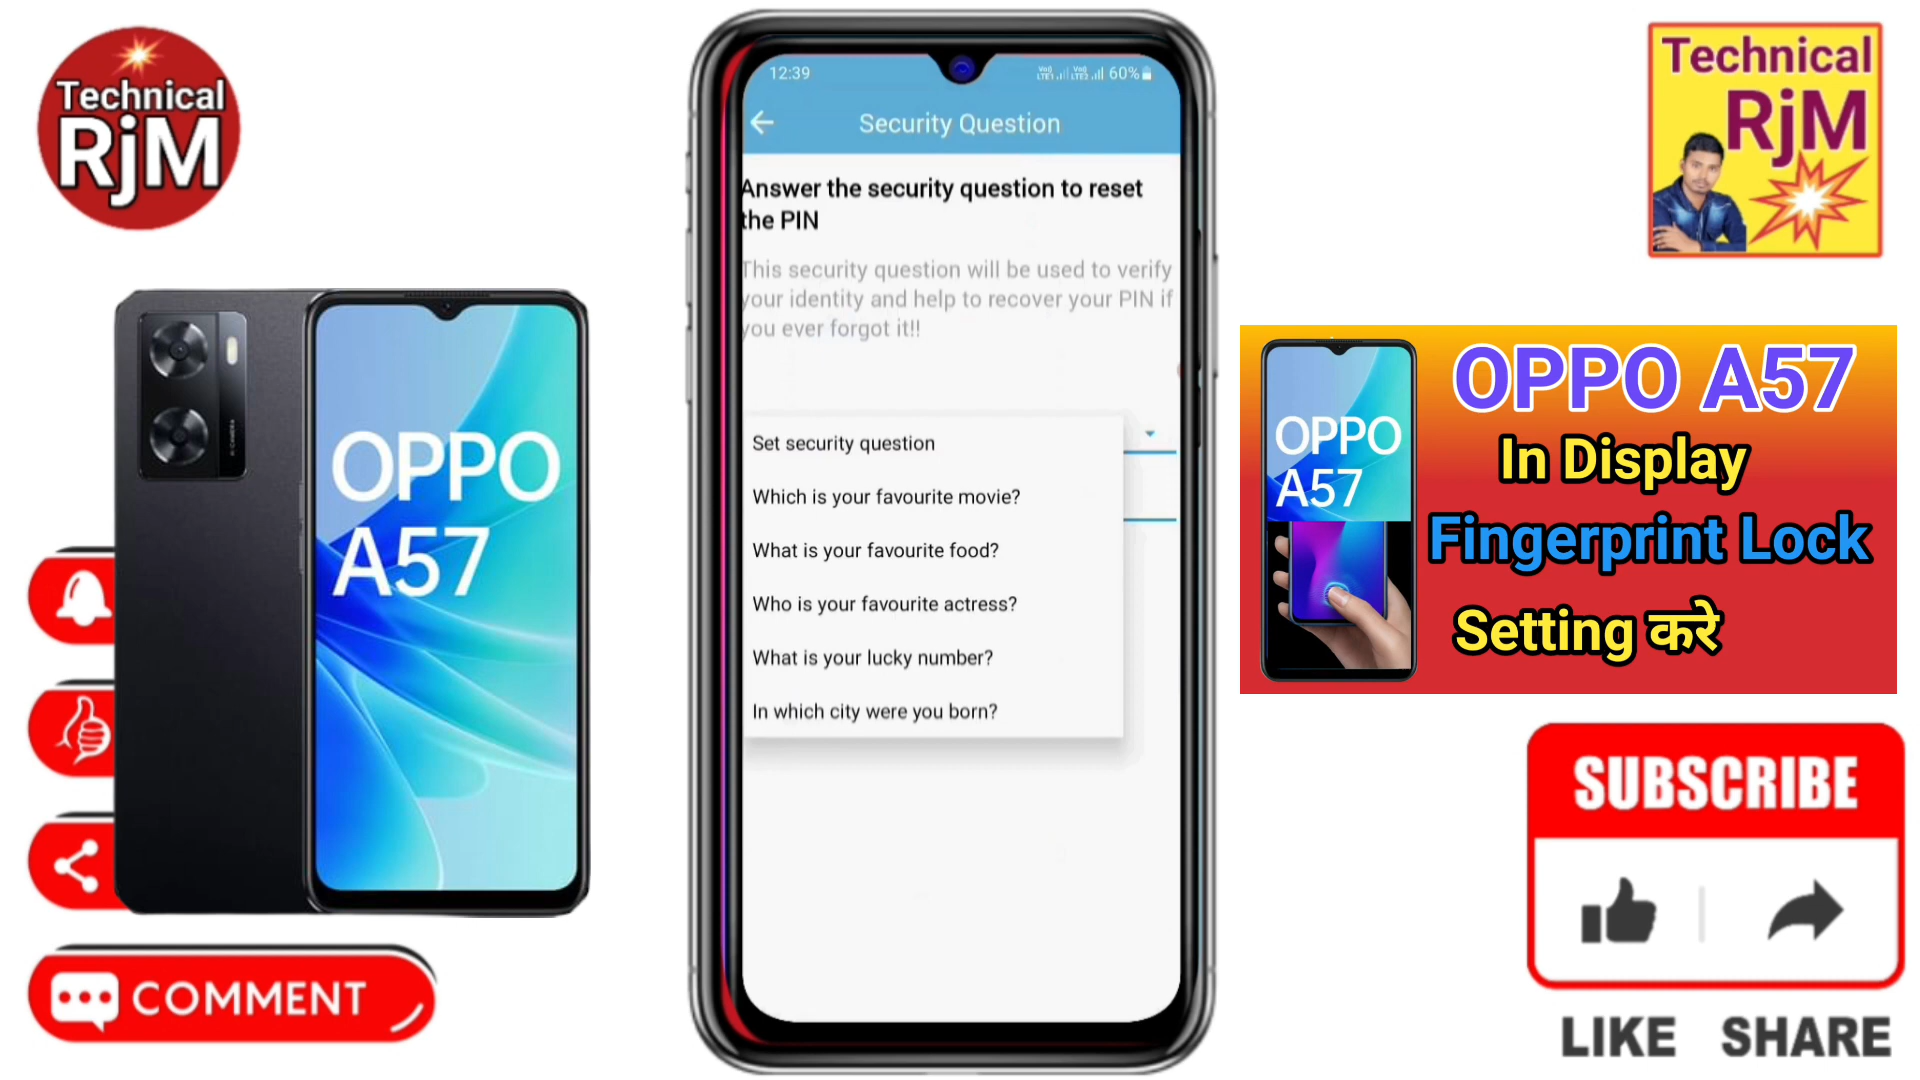 Technical
RjM
OPPO
A57
COMMENT
12:39
60%
Security Question
Answer the security question to reset
the PIN
This security question will be used to verify
your identity and help to recover your PIN if
you ever forgot it!!
Set security question
Which is your favourite movie?
What is your favourite food?
Who is your favourite actress?
What is your lucky number?
In which city were you born?
Technical
RjM
OPPO A57
OPPO
A57
In Display
Fingerprint Lock
Setting करे
SUBSCRIBE
LIKE SHARE